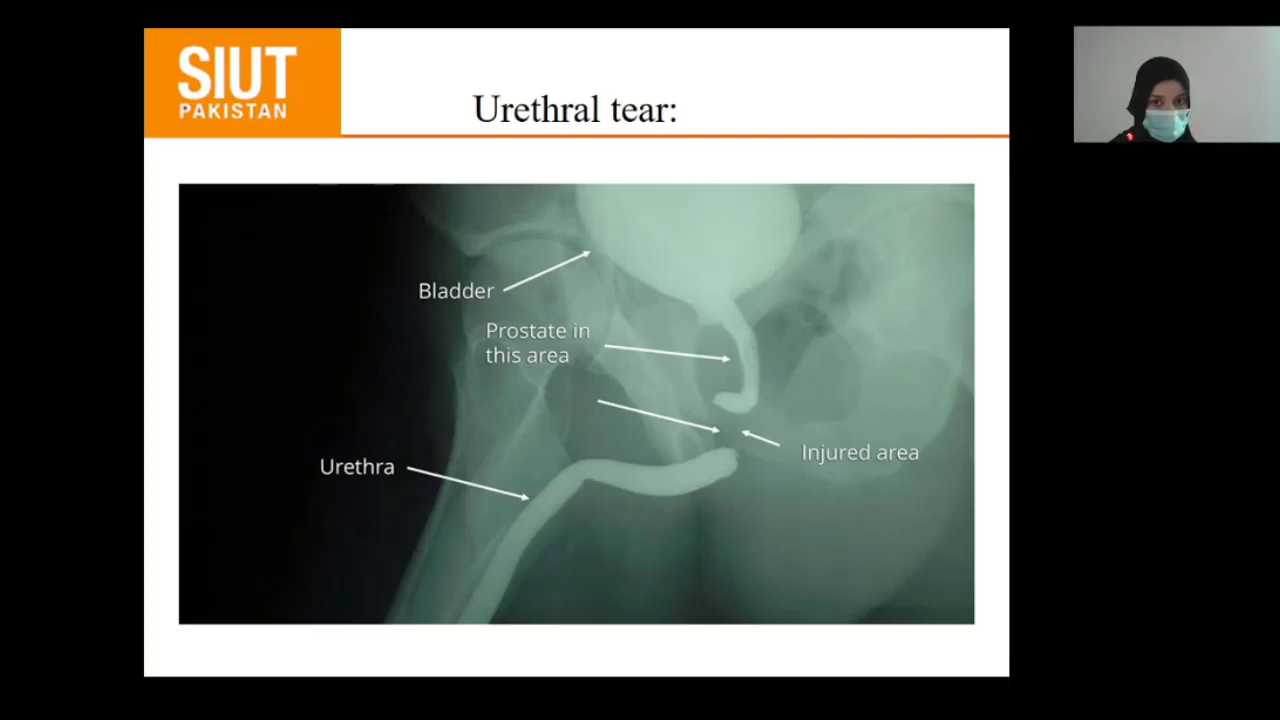 SIUT
PAKISTAN
Urethral tear:
Bladder
Prostate in
this area
Urethra
Injured area